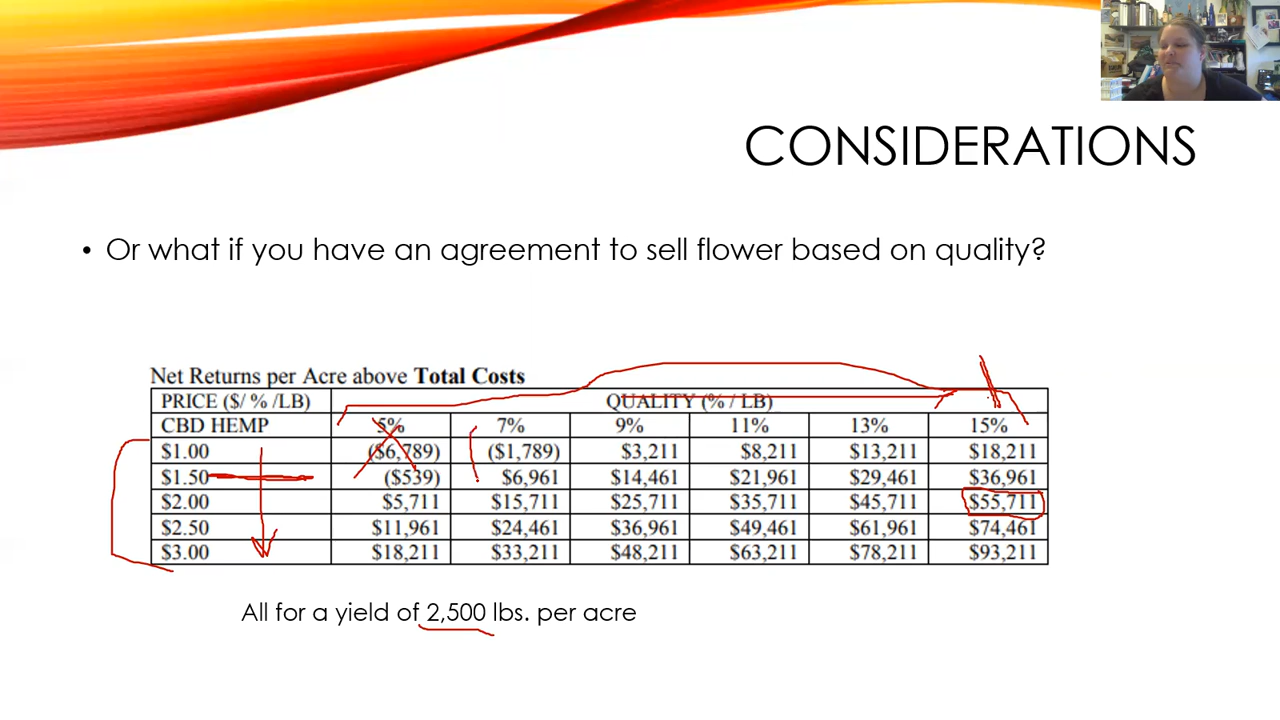 CONSIDERATIONS
• Or what if you have an agreement to sell flower based on quality?
Net Returns per Acre above Total Costs
PRICE ($/ % /LB) QUALITY (% / LB)
CBD HEMP 5% 7% 9% 11% 13% 15%
$1.00 ($6,789) ($1,789) $3,211 $8,211 $13,211 $18,211
$1.50 ($539) $6,961 $14,461 $21,961 $29,461 $36,961
$2.00 $5,711 $15,711 $25,711 $35,711 $45,711 $55,711
$2.50 $11,961 $24,461 $36,961 $49,461 $61,961 $74,461
$3.00 $18,211 $33,211 $48,211 $63,211 $78,211 $93,211
All for a yield of 2,500 lbs. per acre